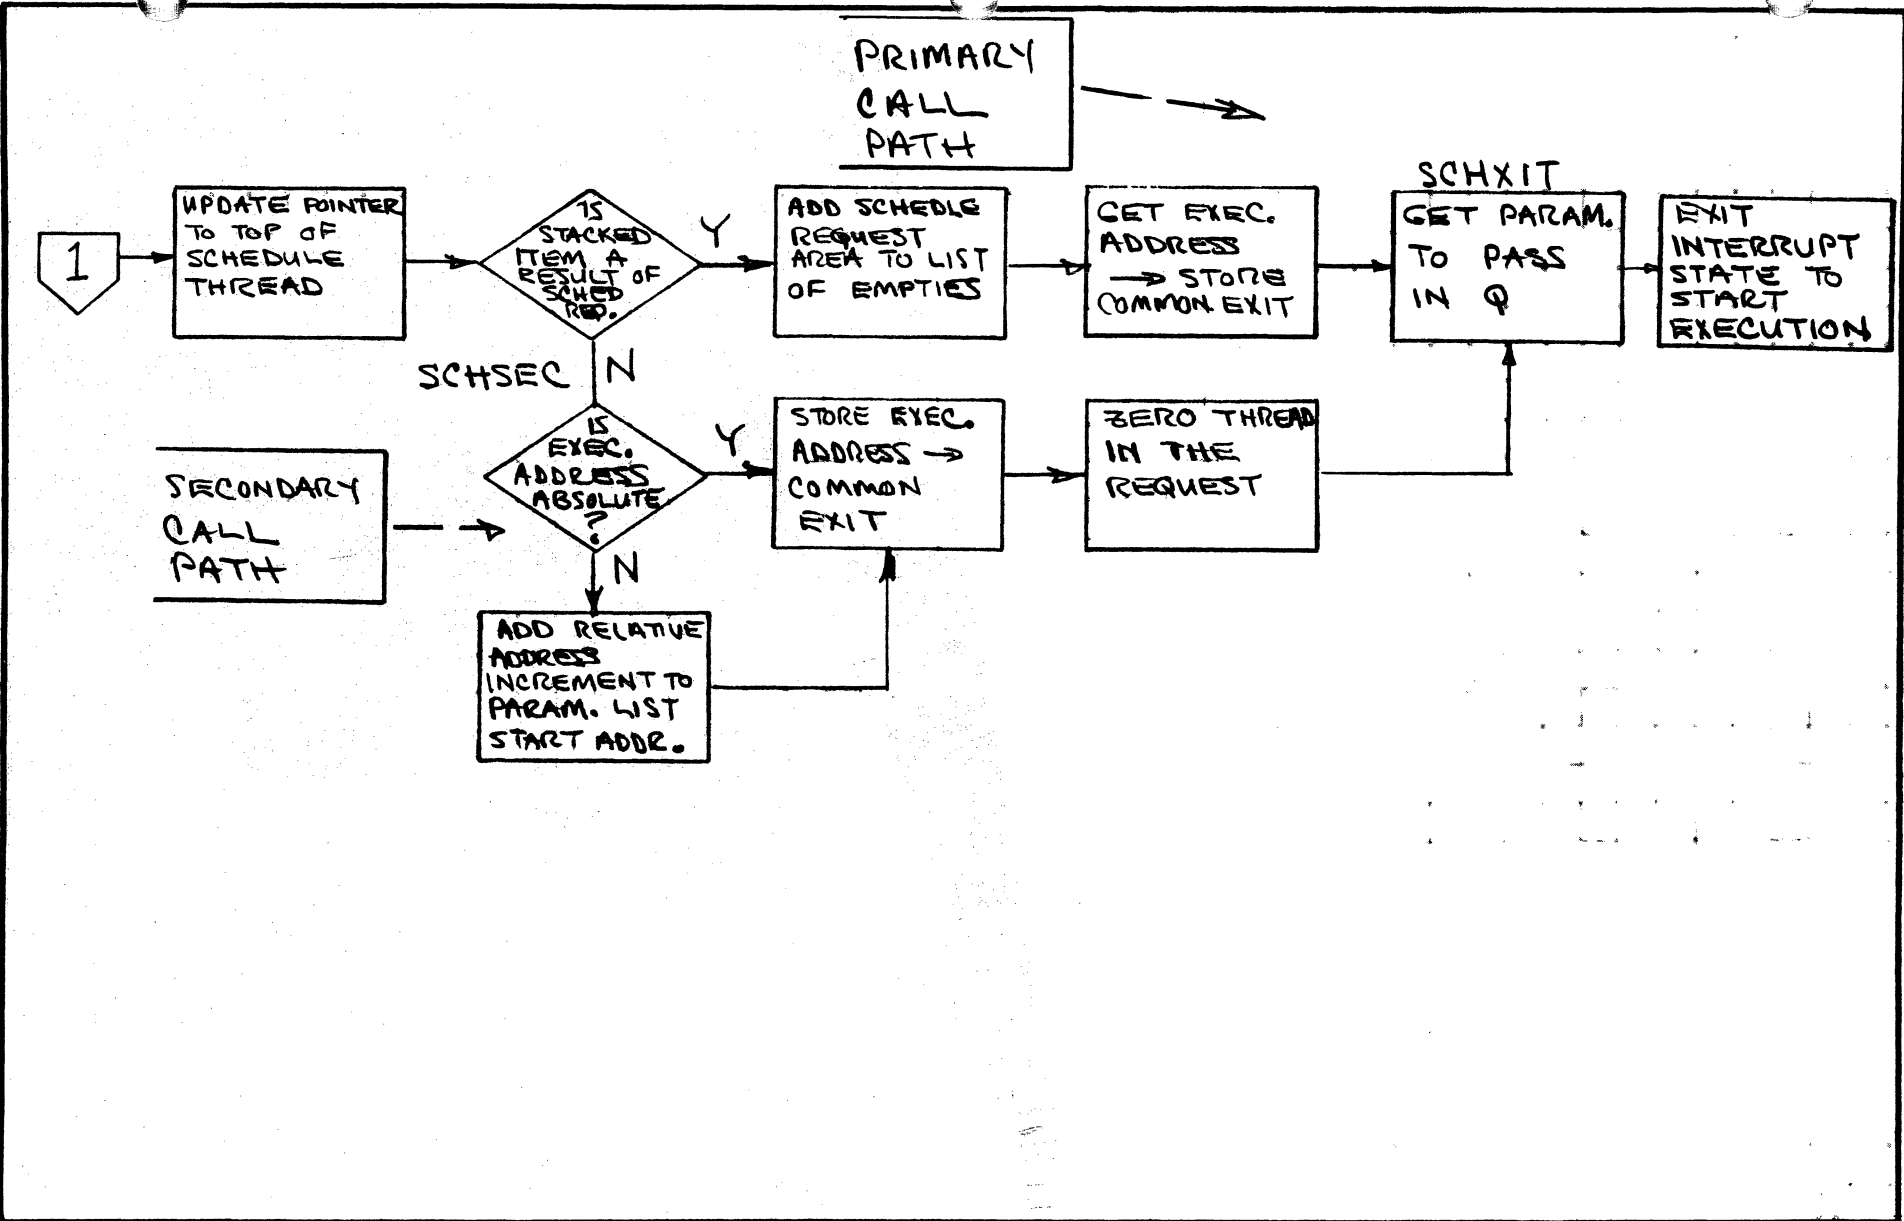 PRIMARY
CALL
PATH
1
UPDATE POINTER
TO TOP OF
SCHEDULE
THREAD
IS
STACKED
ITEM A
RESULT OF
SCHED
REQ.
Y
ADD SCHEDLE
REQUEST
AREA TO LIST
OF EMPTIES
GET EXEC.
ADDRESS
→ STORE
COMMON EXIT
SCHXIT
GET PARAM.
TO PASS
IN Q
EXIT
INTERRUPT
STATE TO
START
EXECUTION
SCHSEC N
SECONDARY
CALL
PATH
IS
EXEC.
ADDRESS
ABSOLUTE
?
Y
STORE EXEC.
ADDRESS →
COMMON
EXIT
ZERO THREAD
IN THE
REQUEST
N
ADD RELATIVE
ADDRESS
INCREMENT TO
PARAM. LIST
START ADDR.